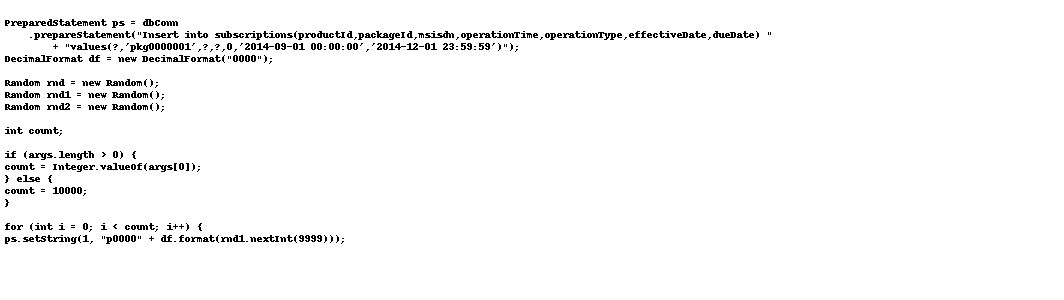 PreparedStatement ps = dbConn
.prepareStatement("Insert into subscriptions(productId,packageId,msisdn,operationTime,operationType,effectiveDate,dueDate) "
+ "values(?,'pkg0000001',?,?,0,'2014-09-01 00:00:00','2014-12-01 23:59:59')");
DecimalFormat df = new DecimalFormat("0000");
Random rnd = new Random();
Random rnd1 = new Random();
Random rnd2 = new Random();
int count;
if (args.length > 0) {
count = Integer.valueOf(args[0]);
} else {
count = 10000;
}
for (int i = 0; i < count; i++) {
ps.setString(1, "p0000" + df.format(rnd1.nextInt(9999)));